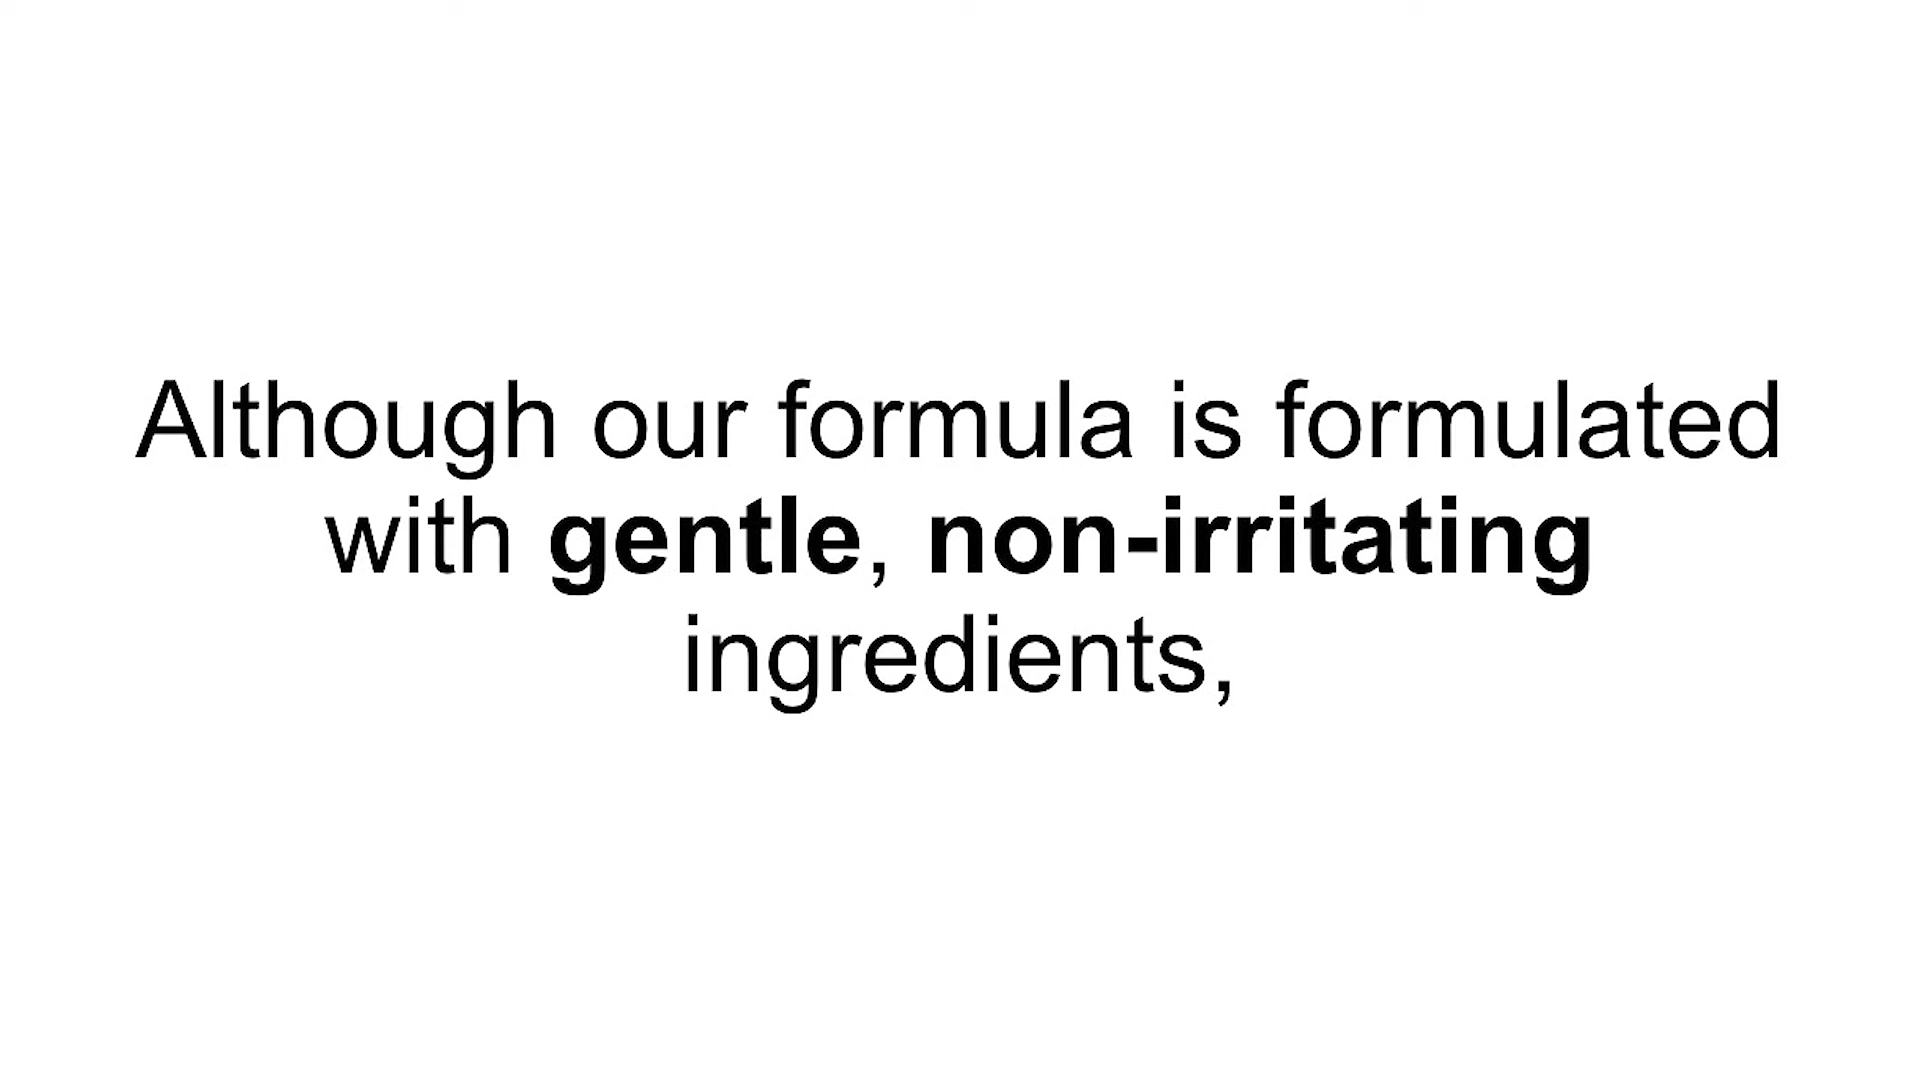 Although our formula is formulated
with gentle, non-irritating
ingredients,